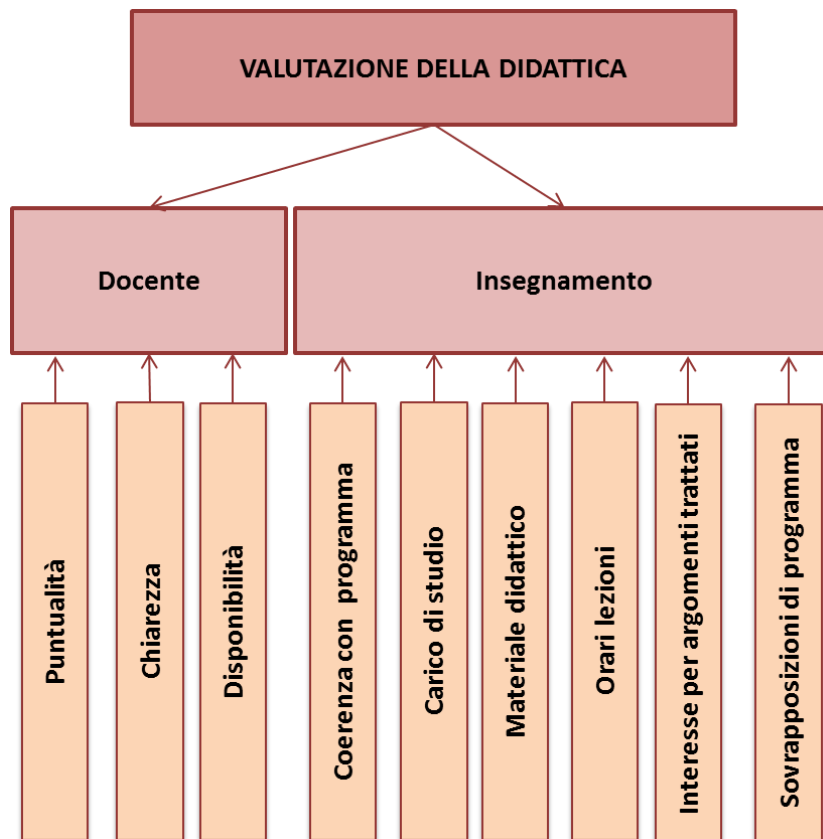 VALUTAZIONE DELLA DIDATTICA
Docente
Insegnamento
Puntualità
Chiarezza
Disponibilità
Coerenza con programma
Carico di studio
Materiale didattico
Orari lezioni
Interesse per argomenti trattati
Sovrapposizioni di programma